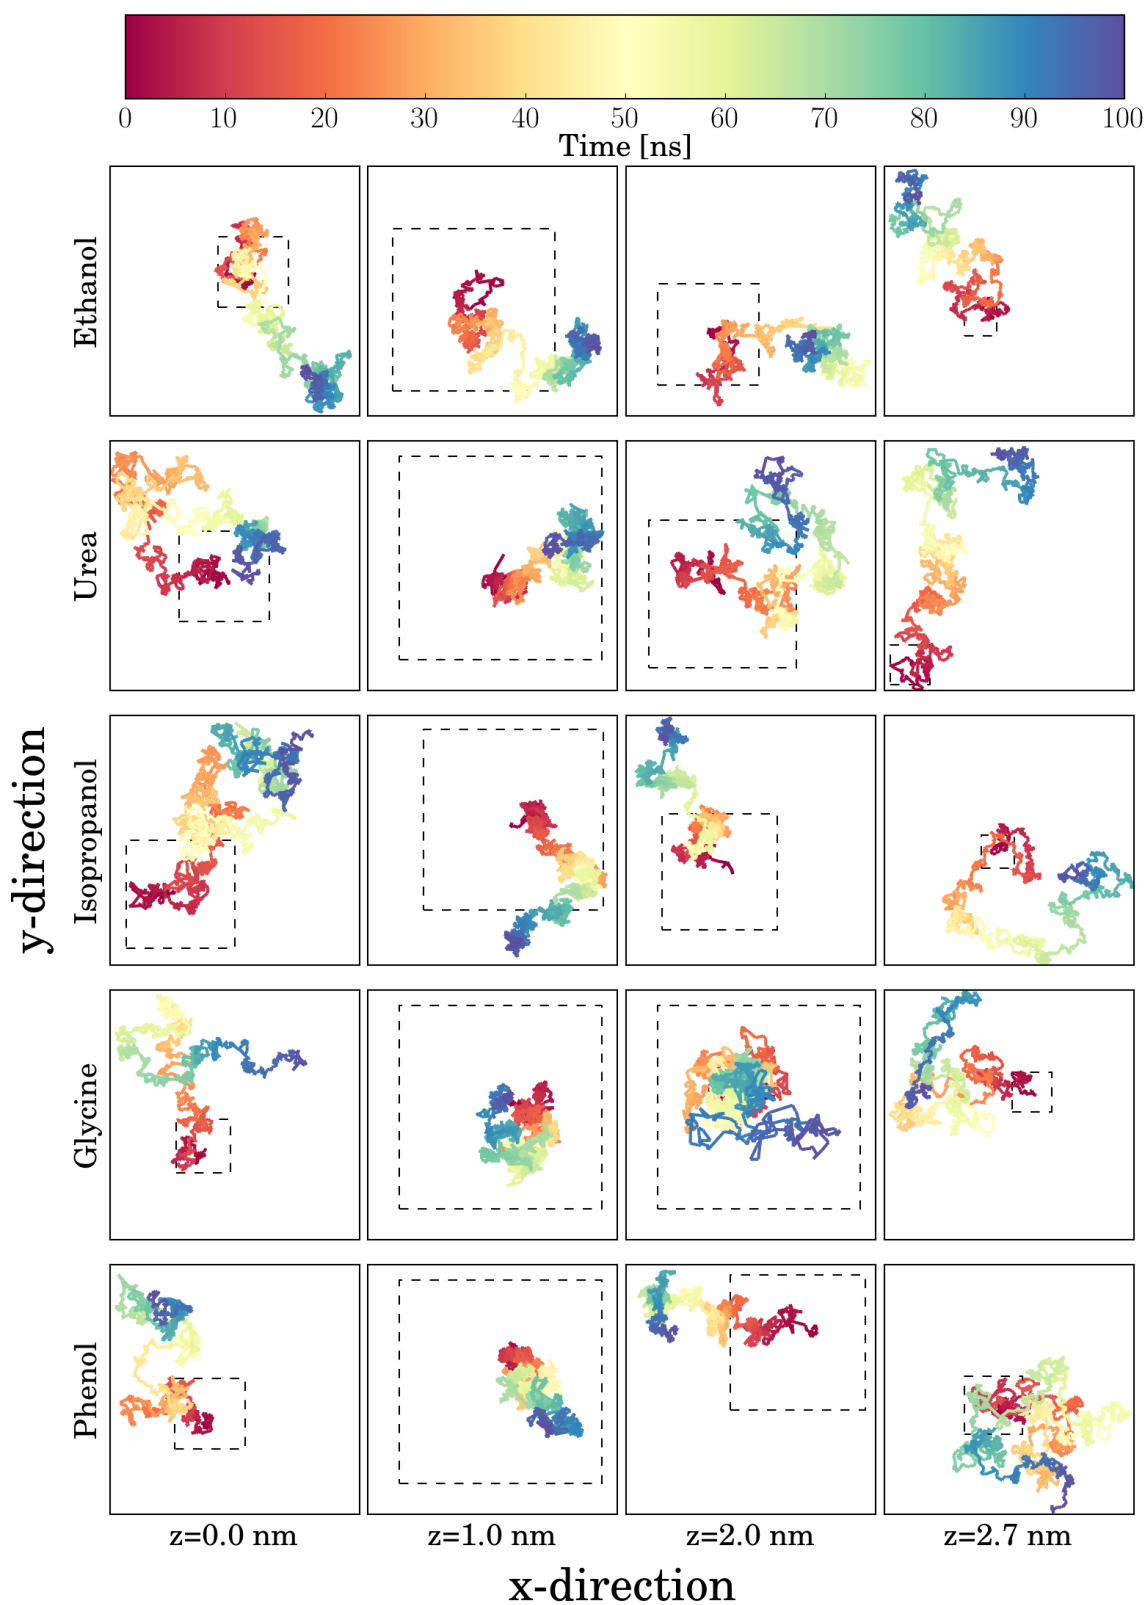 0 10 20 30 40 50 60 70 80 90 100
Time [ns]
Ethanol
Urea
Isopropanol
Glycine
Phenol
y-direction
z=0.0 nm z=1.0 nm z=2.0 nm z=2.7 nm
x-direction